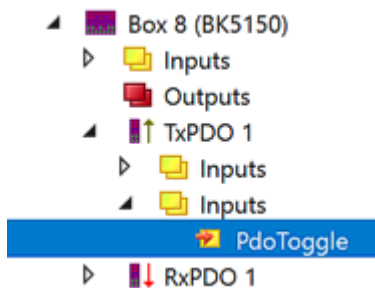 Box 8 (BK5150)
Inputs
Outputs
TxPDO 1
Inputs
Inputs
PdoToggle
RxPDO 1